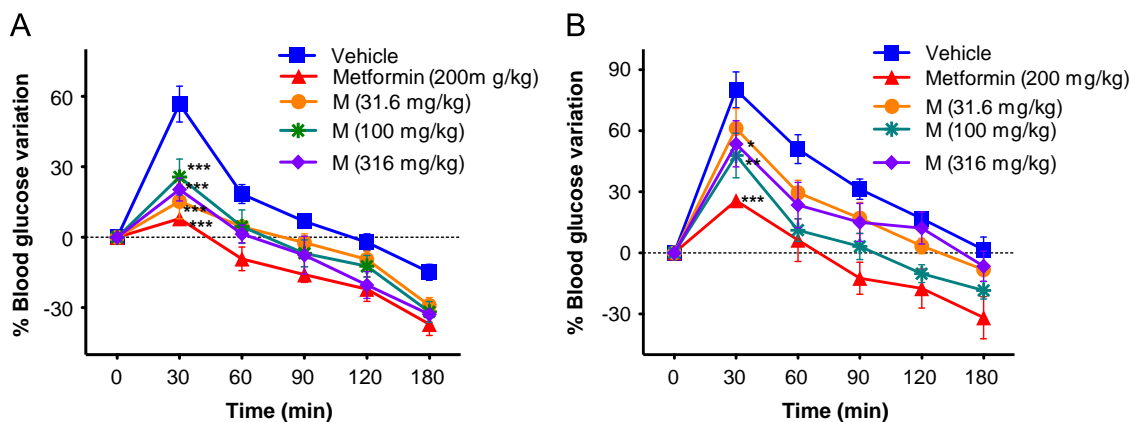 A
% Blood glucose variation
60
30
0
-30
0 30 60 90 120 180
Time (min)
Vehicle
Metformin (200m g/kg)
M (31.6 mg/kg)
M (100 mg/kg)
M (316 mg/kg)
***
***
***
***
B
% Blood glucose variation
90
60
30
0
-30
0 30 60 90 120 180
Time (min)
Vehicle
Metformin (200 mg/kg)
M (31.6 mg/kg)
M (100 mg/kg)
M (316 mg/kg)
*
**
***